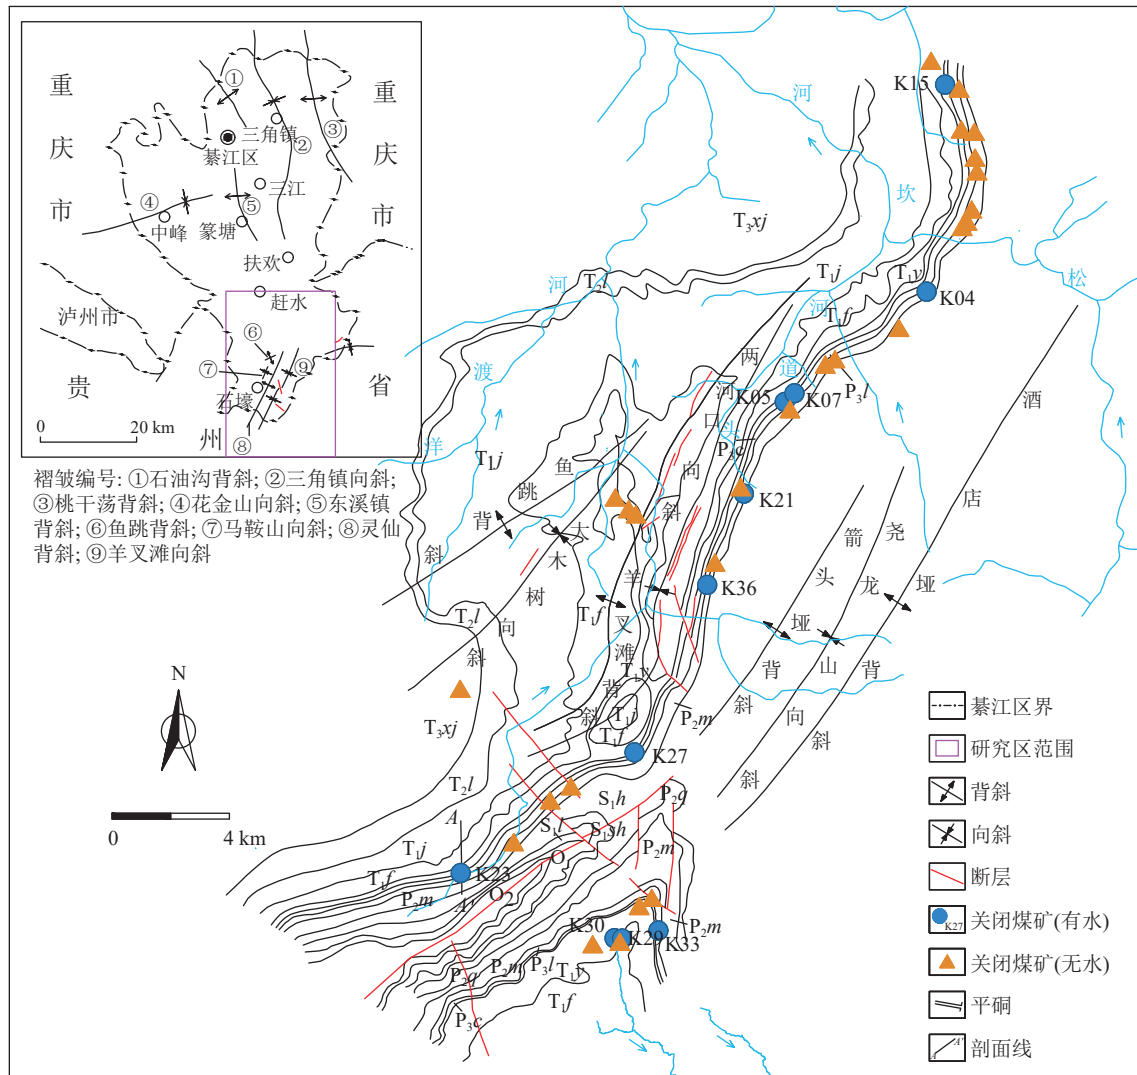 重庆市
重庆市
①
②
③
三角镇
綦江区
三江
④
⑤
中峰
篆塘
扶欢
赶水
泸州市
⑥
⑦
⑨
石壕
⑧
贵
州
省
0 20 km
褶皱编号: ①石油沟背斜; ②三角镇向斜;
③桃干荡背斜; ④花金山向斜; ⑤东溪镇
背斜; ⑥鱼跳背斜; ⑦马鞍山向斜; ⑧灵仙
背斜; ⑨羊叉滩向斜
K15
河
坎
松
T₃xj
T₁j
T₁y
K04
河
T₂l
T₁f
渡
洋
两河口向斜
河
道
K05
K07
P₃l
头
P₃c
K21
酒店垭背斜
T₁j
鱼跳背斜
大木树向斜
箭头垭背斜
尧龙山向斜
K36
羊叉滩背斜
T₁f
T₂l
T₁y
T₁j
T₁f
P₂m
T₃xj
K27
N
0 4 km
T₂l
A
S₁h
P₂q
S₁l
S₁sh
T₁j
O
P₂m
T₁f
K23
P₂m
A'
O₂
K30
K29
K33
P₂m
P₂q
P₂m
P₃l
T₁y
T₁f
P₃c
綦江区界
研究区范围
背斜
向斜
断层
K27 关闭煤矿(有水)
关闭煤矿(无水)
平硐
A A' 剖面线